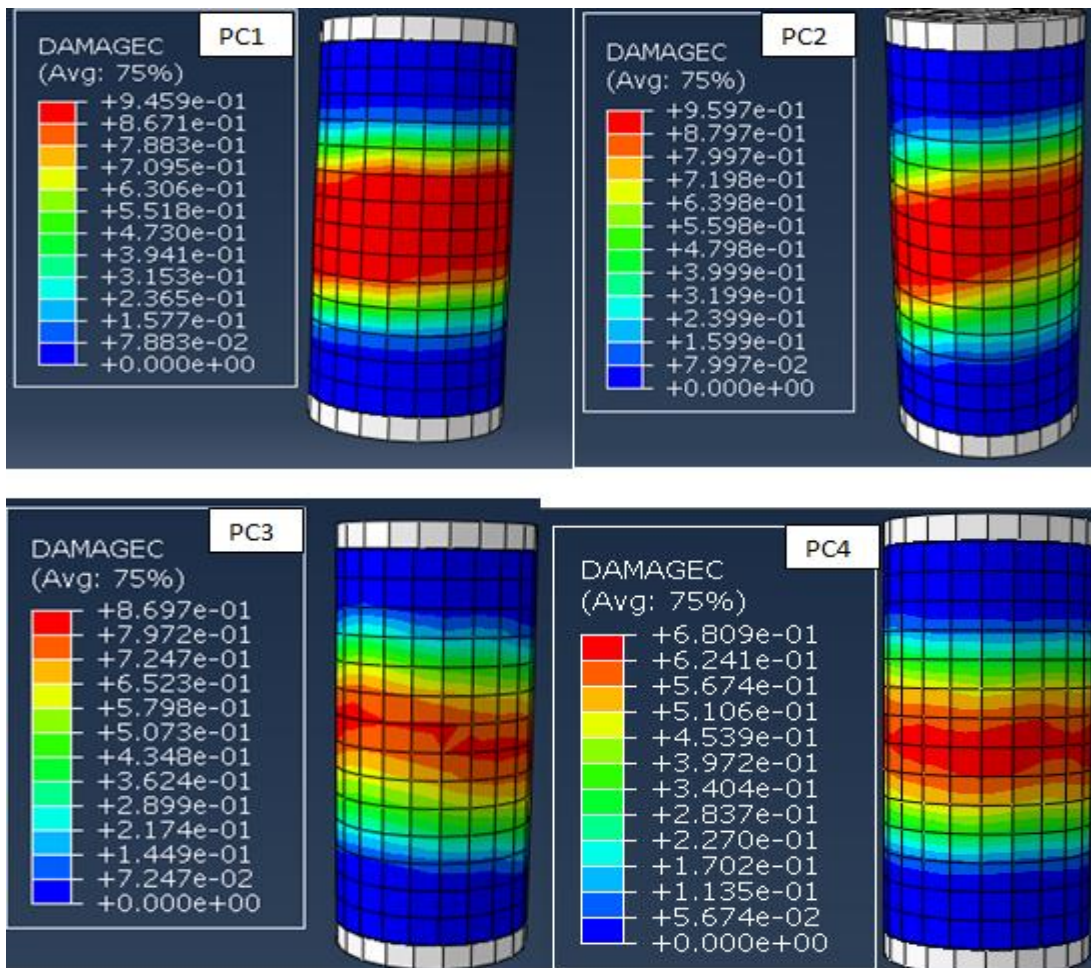 PC1
DAMAGEC
(Avg: 75%)
+9.459e-01
+8.671e-01
+7.883e-01
+7.095e-01
+6.306e-01
+5.518e-01
+4.730e-01
+3.941e-01
+3.153e-01
+2.365e-01
+1.577e-01
+7.883e-02
+0.000e+00
PC2
DAMAGEC
(Avg: 75%)
+9.597e-01
+8.797e-01
+7.997e-01
+7.198e-01
+6.398e-01
+5.598e-01
+4.798e-01
+3.999e-01
+3.199e-01
+2.399e-01
+1.599e-01
+7.997e-02
+0.000e+00
PC3
DAMAGEC
(Avg: 75%)
+8.697e-01
+7.972e-01
+7.247e-01
+6.523e-01
+5.798e-01
+5.073e-01
+4.348e-01
+3.624e-01
+2.899e-01
+2.174e-01
+1.449e-01
+7.247e-02
+0.000e+00
PC4
DAMAGEC
(Avg: 75%)
+6.809e-01
+6.241e-01
+5.674e-01
+5.106e-01
+4.539e-01
+3.972e-01
+3.404e-01
+2.837e-01
+2.270e-01
+1.702e-01
+1.135e-01
+5.674e-02
+0.000e+00